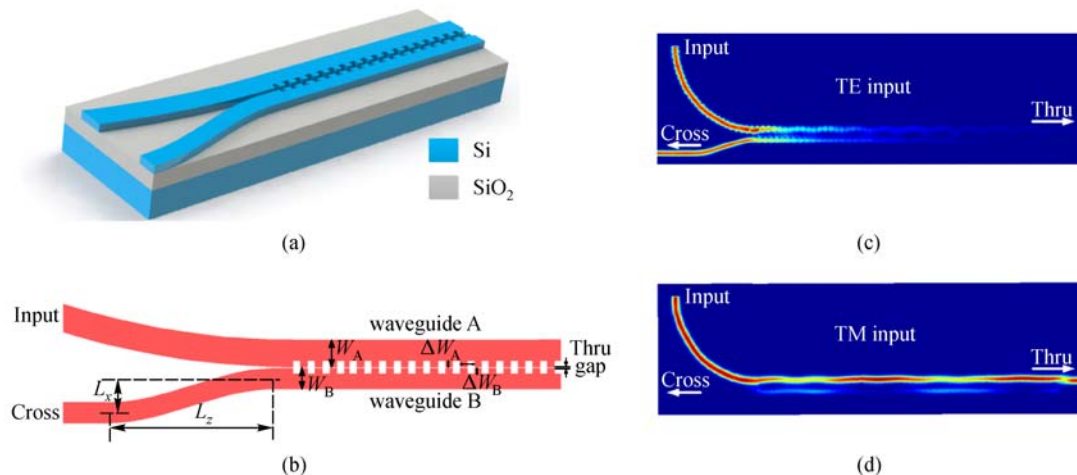 Si
SiO₂
(a)
Input
waveguide A
W_A
ΔW_A
Thru
gap
L_x
W_B
ΔW_B
waveguide B
Cross
L_z
(b)
Input
TE input
Thru
Cross
(c)
Input
TM input
Thru
Cross
(d)